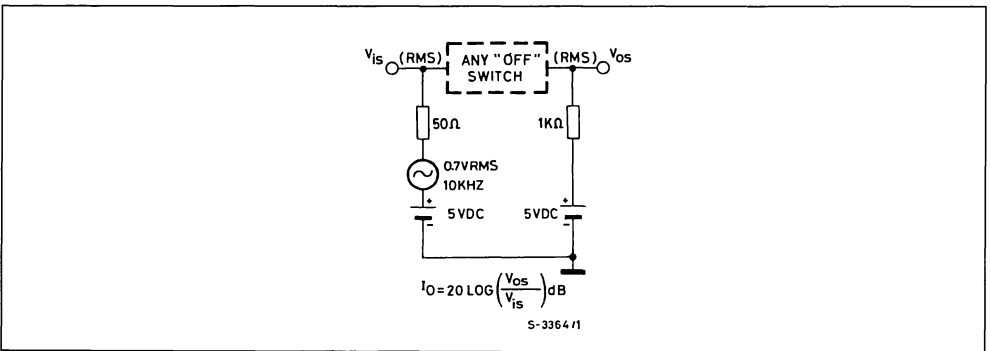 Vis (RMS) ANY "OFF" SWITCH (RMS) Vos
50Ω
1KΩ
0.7VRMS
10KHZ
+
5VDC
-
+
5VDC
-
IO=20 LOG(Vos/Vis)dB
S-3364/1